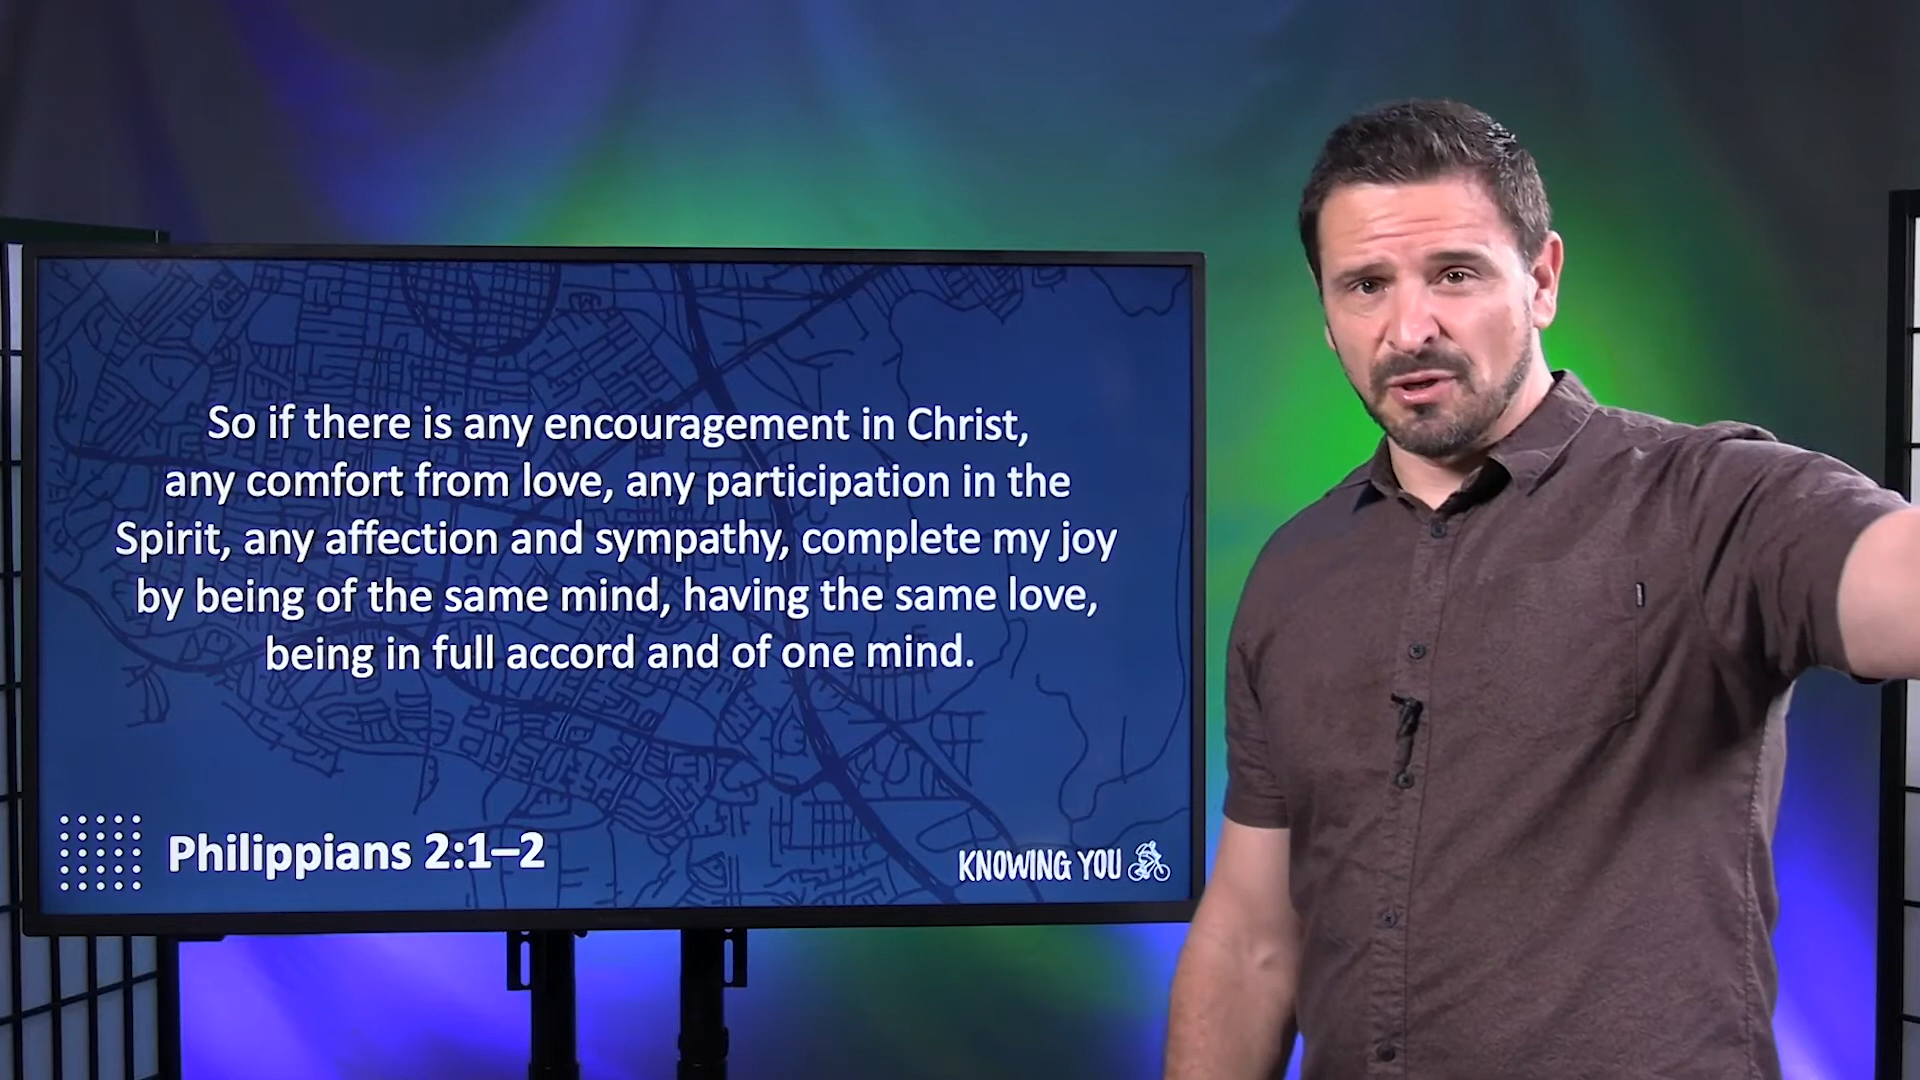 So if there is any encouragement in Christ,
any comfort from love, any participation in the
Spirit, any affection and sympathy, complete my joy
by being of the same mind, having the same love,
being in full accord and of one mind.
Philippians 2:1–2
KNOWING YOU